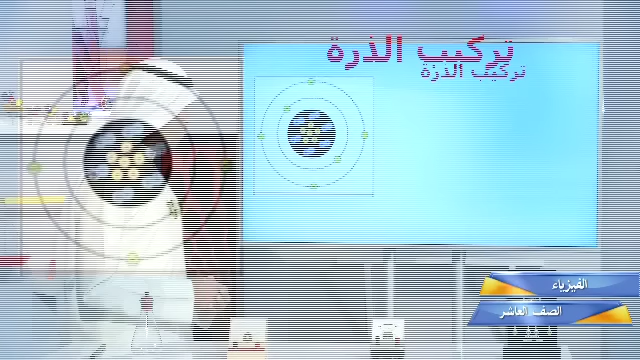 تركيب الذرة
تركيب الذرة
الفيزياء
الصف العاشر